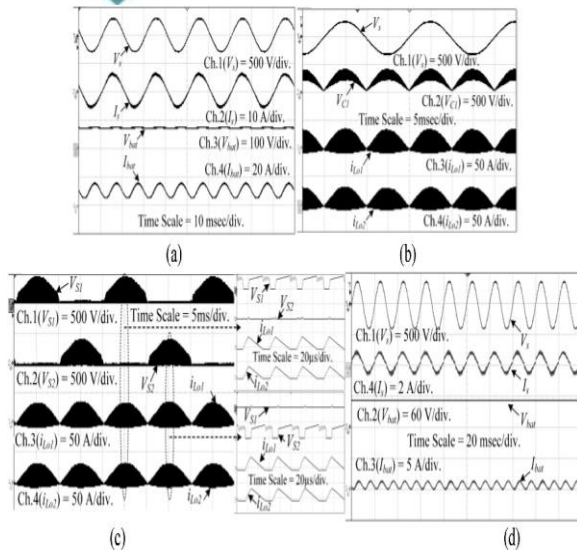 Vs
Ch.1(Vs) = 500 V/div.
Is
Ch.2(Is) = 10 A/div.
Vbat
Ch.3(Vbat) = 100 V/div.
Ibat
Ch.4(Ibat) = 20 A/div.
Time Scale = 10 msec/div.
(a)
Vs
Ch.1(Vs) = 500 V/div.
VC1
Ch.2(VC1) = 500 V/div.
Time Scale = 5msec/div.
iLo1
Ch.3(iLo1) = 50 A/div.
iLo2
Ch.4(iLo2) = 50 A/div.
(b)
VS1
Ch.1(VS1) = 500 V/div.
Time Scale = 5ms/div.
Ch.2(VS2) = 500 V/div.
VS2
iLo1
Ch.3(iLo1) = 50 A/div.
Ch.4(iLo2) = 50 A/div.
iLo2
VS1
VS2
iLo1
Time Scale = 20µs/div.
iLo2
VS1
VS2
iLo1
Time Scale = 20µs/div.
iLo2
(c)
Ch.1(Vs) = 500 V/div.
Vs
Ch.4(Is) = 2 A/div.
Is
Ch.2(Vbat) = 60 V/div.
Vbat
Time Scale = 20 msec/div.
Ch.3(Ibat) = 5 A/div.
Ibat
(d)